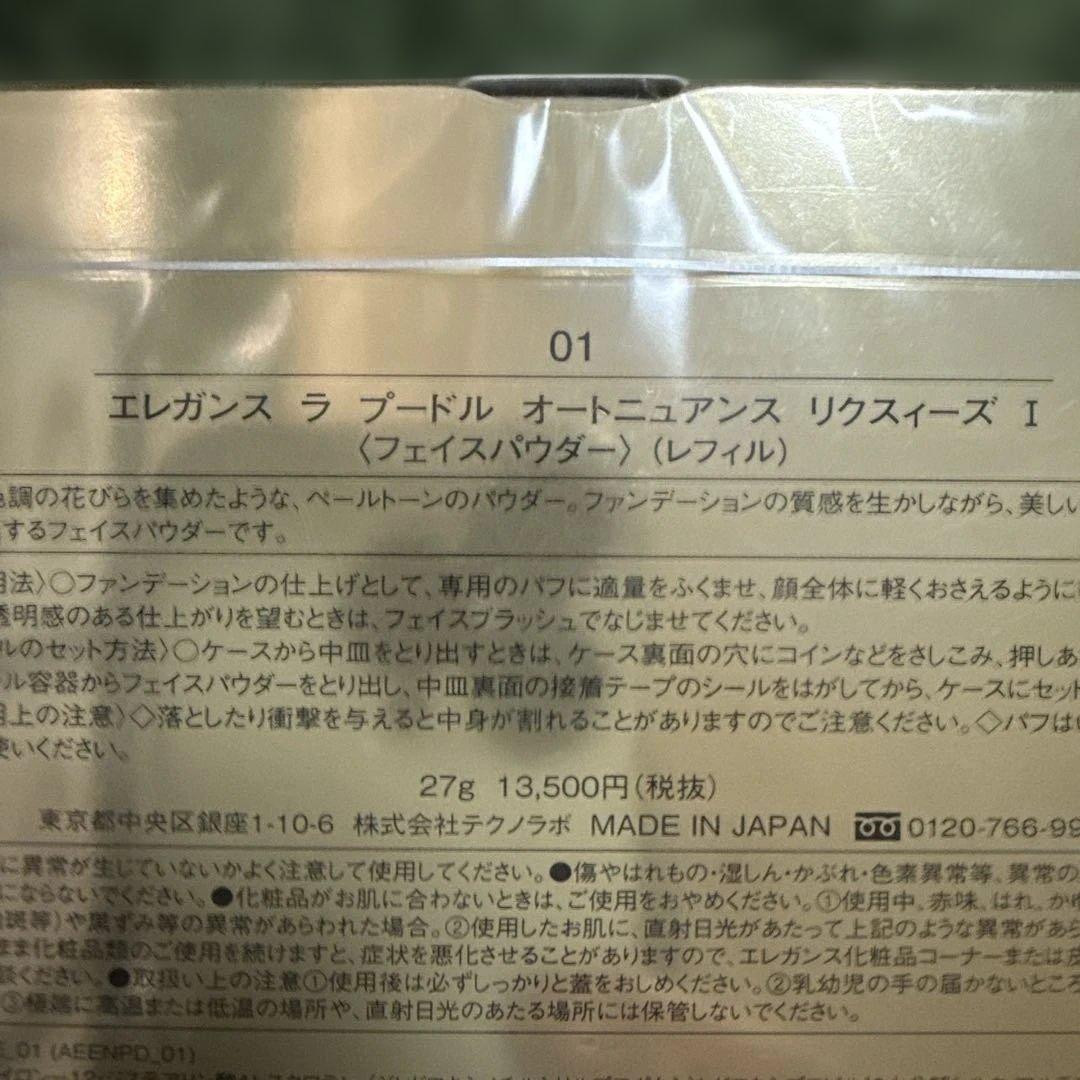 01
エレガンス ラ プードル オートニュアンス リクスィーズ I
〈フェイスパウダー〉(レフィル)
調の花びらを集めたような、ペールトーンのパウダー。ファンデーションの質感を生かしながら、美しい
するフェイスパウダーです。
法〉○ファンデーションの仕上げとして、専用のパフに適量をふくませ、顔全体に軽くおさえるように
透明感のある仕上がりを望むときは、フェイスブラッシュでなじませてください。
ルのセット方法〉○ケースから中皿をとり出すときは、ケース裏面の穴にコインなどをさしこみ、押しあ
ル容器からフェイスパウダーをとり出し、中皿裏面の接着テープのシールをはがしてから、ケースにセット
上の注意〉◇落としたり衝撃を与えると中身が割れることがありますのでご注意ください。◇パフはい
使いください。
27g 13,500円(税抜)
東京都中央区銀座1-10-6 株式会社テクノラボ MADE IN JAPAN 0120-766-99
に異常が生じていないかよく注意して使用してください。●傷やはれもの・湿しん・かぶれ・色素異常等、異常の
にならないでください。●化粧品がお肌に合わないときは、ご使用をおやめください。①使用中、赤味、はれ、かゆ
斑等)や黒ずみ等の異常があらわれた場合。②使用したお肌に、直射日光があたって上記のような異常があら
まま化粧品類のご使用を続けますと、症状を悪化させることがありますので、エレガンス化粧品コーナーまたは皮
談ください。●取扱い上の注意①使用後は必ずしっかりと蓋をおしめください。②乳幼児の手の届かないところ
③極端に高温または低温の場所や、直射日光のあたる場所には保管しないでください。
_01 (AEENPD_01)